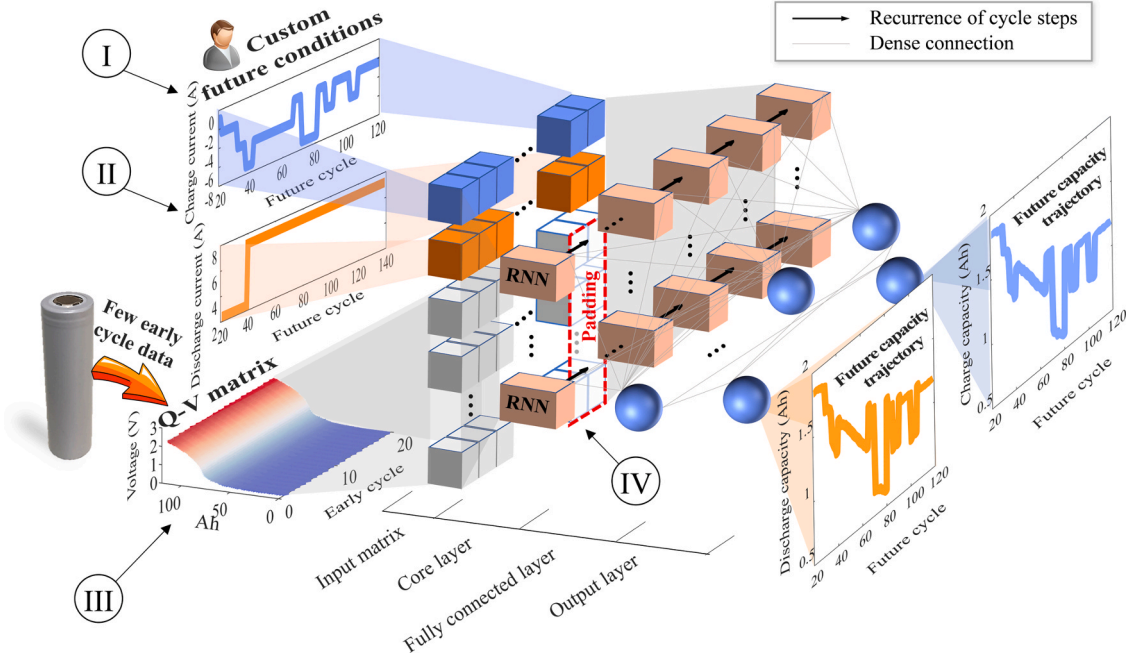 Recurrence of cycle steps
Dense connection
I
Custom
future conditions
Charge current (A)
0
-2
-4
-6
20
40
60
80
100
120
Future cycle
II
Discharge current (A)
8
6
4
20
40
60
80
100
120
140
Future cycle
Few early
cycle data
Q-V matrix
Voltage (V)
3
2
1
0
100
50
0
Ah
0
10
20
Early cycle
III
RNN
RNN
Padding
IV
Input matrix
Core layer
Fully connected layer
Output layer
Future capacity
trajectory
Charge capacity (Ah)
2
1.5
1
0.5
20
40
60
80
100
120
Future cycle
Future capacity
trajectory
Discharge capacity (Ah)
2
1.5
1
0.5
20
40
60
80
100
120
Future cycle